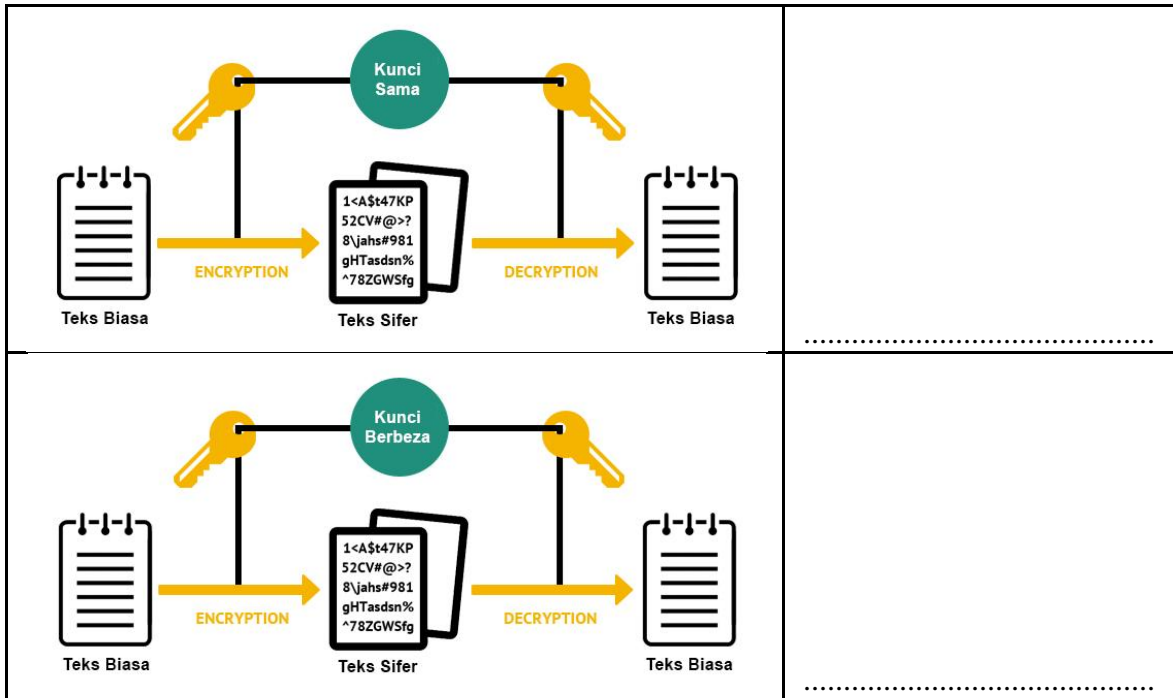 Kunci
Sama
1<A$t47KP
52CV#@>?
8\jahs#981
gHTasdsn%
^78ZGWSfg
ENCRYPTION
DECRYPTION
Teks Biasa
Teks Sifer
Teks Biasa
............................................
Kunci
Berbeza
1<A$t47KP
52CV#@>?
8\jahs#981
gHTasdsn%
^78ZGWSfg
ENCRYPTION
DECRYPTION
Teks Biasa
Teks Sifer
Teks Biasa
............................................